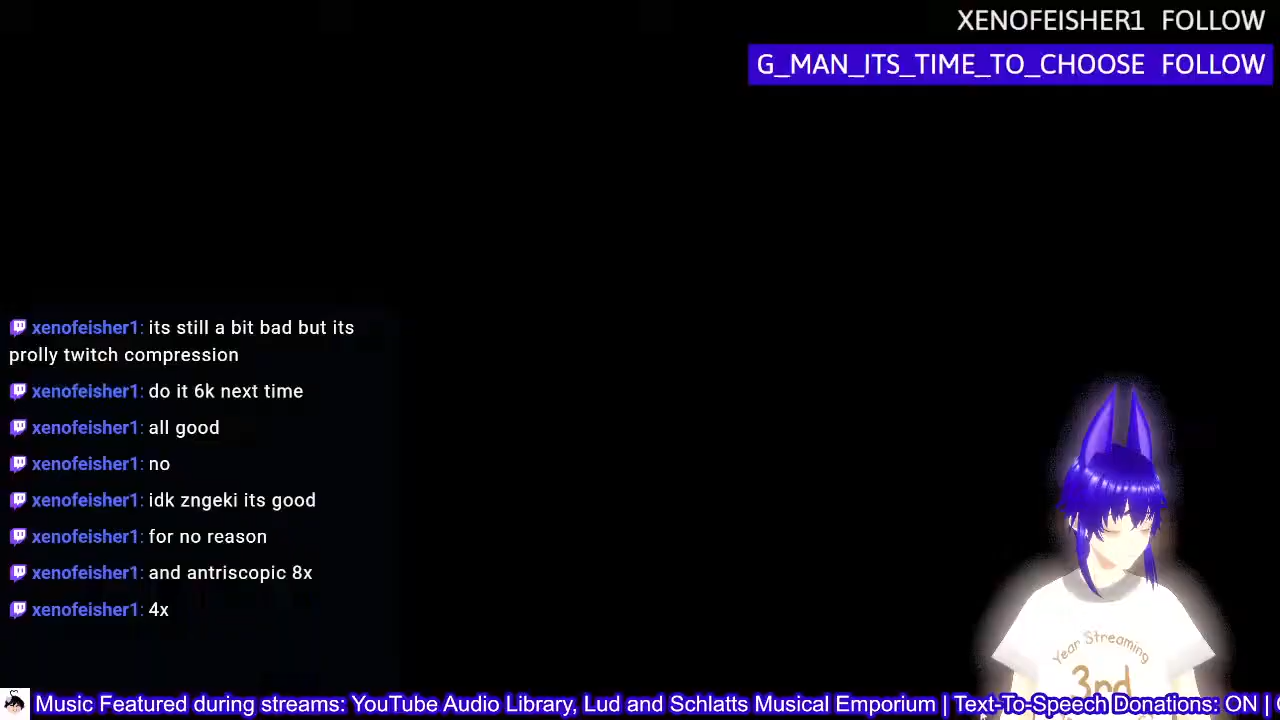 XENOFEISHER1 FOLLOW
G_MAN_ITS_TIME_TO_CHOOSE FOLLOW
xenofeisher1: its still a bit bad but its
prolly twitch compression
xenofeisher1: do it 6k next time
xenofeisher1: all good
xenofeisher1: no
xenofeisher1: idk zngeki its good
xenofeisher1: for no reason
xenofeisher1: and antriscopic 8x
xenofeisher1: 4x
Year Streaming
3rd
Music Featured during streams: YouTube Audio Library, Lud and Schlatts Musical Emporium | Text-To-Speech Donations: ON |